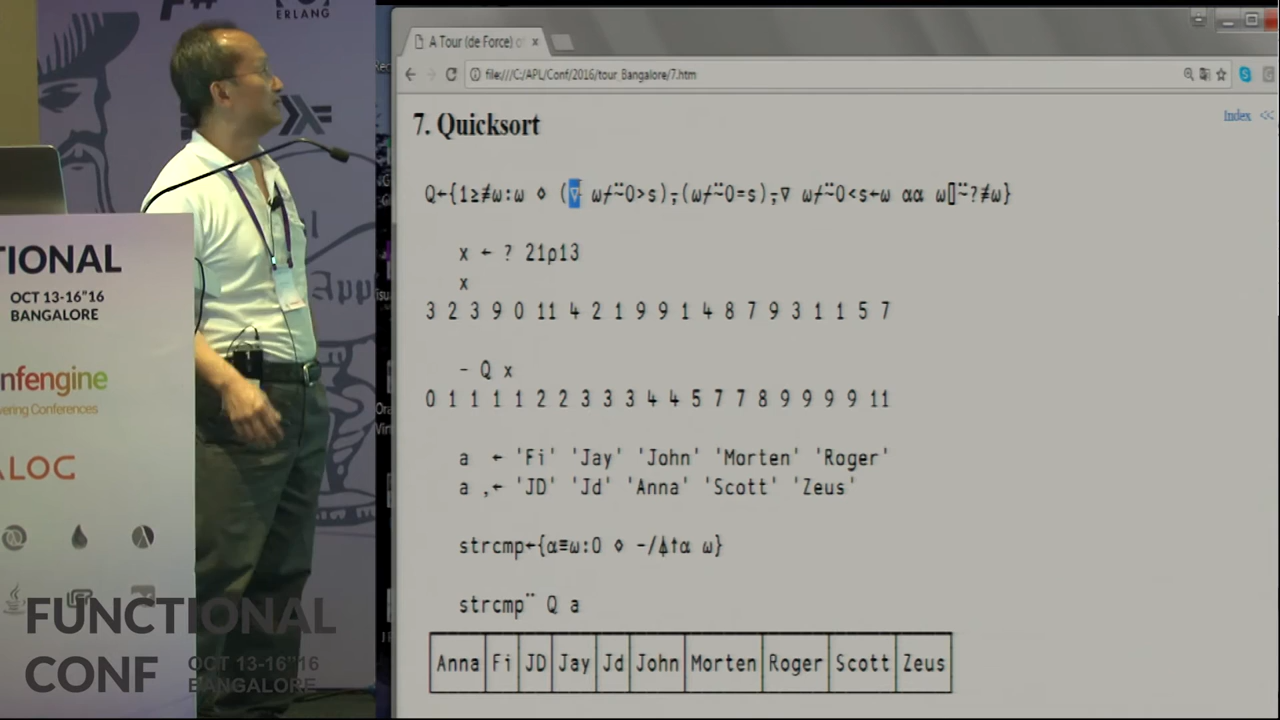 F#
ERLANG
TIONAL
OCT 13-16"16
BANGALORE
nfengine
vering Conferences
ALOG
FUNCTIONAL
CONF
OCT 13-16"16
BANGALORE
A Tour (de Force) o
file:///C:/APL/Conf/2016/tour_Bangalore/7.htm
7. Quicksort
Index <<
Q←{1≥≢⍵:⍵ ⋄ (∇ ⍵⌿⍨0>s)⍪(⍵⌿⍨0=s)⍪∇ ⍵⌿⍨0<s←⍵ ⍺⍺ ⍵⌷⍨?≢⍵}
x ← ? 21⍴13
x
3 2 3 9 0 11 4 2 1 9 9 1 4 8 7 9 3 1 1 5 7
- Q x
0 1 1 1 1 2 2 3 3 3 4 4 5 7 7 8 9 9 9 9 11
a ← 'Fi' 'Jay' 'John' 'Morten' 'Roger'
a ,← 'JD' 'Jd' 'Anna' 'Scott' 'Zeus'
strcmp←{⍺≡⍵:0 ⋄ -/⍋↑⍺ ⍵}
strcmp¨ Q a
Anna Fi JD Jay Jd John Morten Roger Scott Zeus